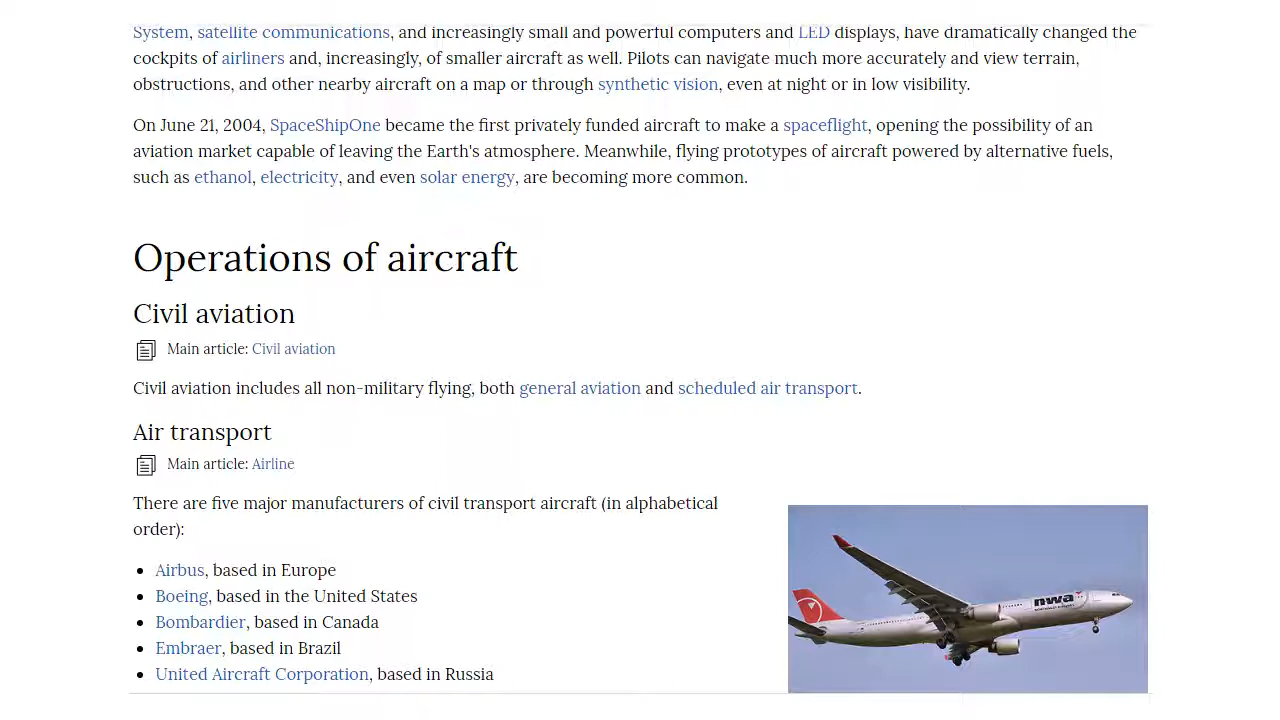 System, satellite communications, and increasingly small and powerful computers and LED displays, have dramatically changed the
cockpits of airliners and, increasingly, of smaller aircraft as well. Pilots can navigate much more accurately and view terrain,
obstructions, and other nearby aircraft on a map or through synthetic vision, even at night or in low visibility.
On June 21, 2004, SpaceShipOne became the first privately funded aircraft to make a spaceflight, opening the possibility of an
aviation market capable of leaving the Earth's atmosphere. Meanwhile, flying prototypes of aircraft powered by alternative fuels,
such as ethanol, electricity, and even solar energy, are becoming more common.
Operations of aircraft
Civil aviation
Main article: Civil aviation
Civil aviation includes all non-military flying, both general aviation and scheduled air transport.
Air transport
Main article: Airline
There are five major manufacturers of civil transport aircraft (in alphabetical
order):
• Airbus, based in Europe
• Boeing, based in the United States
• Bombardier, based in Canada
• Embraer, based in Brazil
• United Aircraft Corporation, based in Russia
nwa